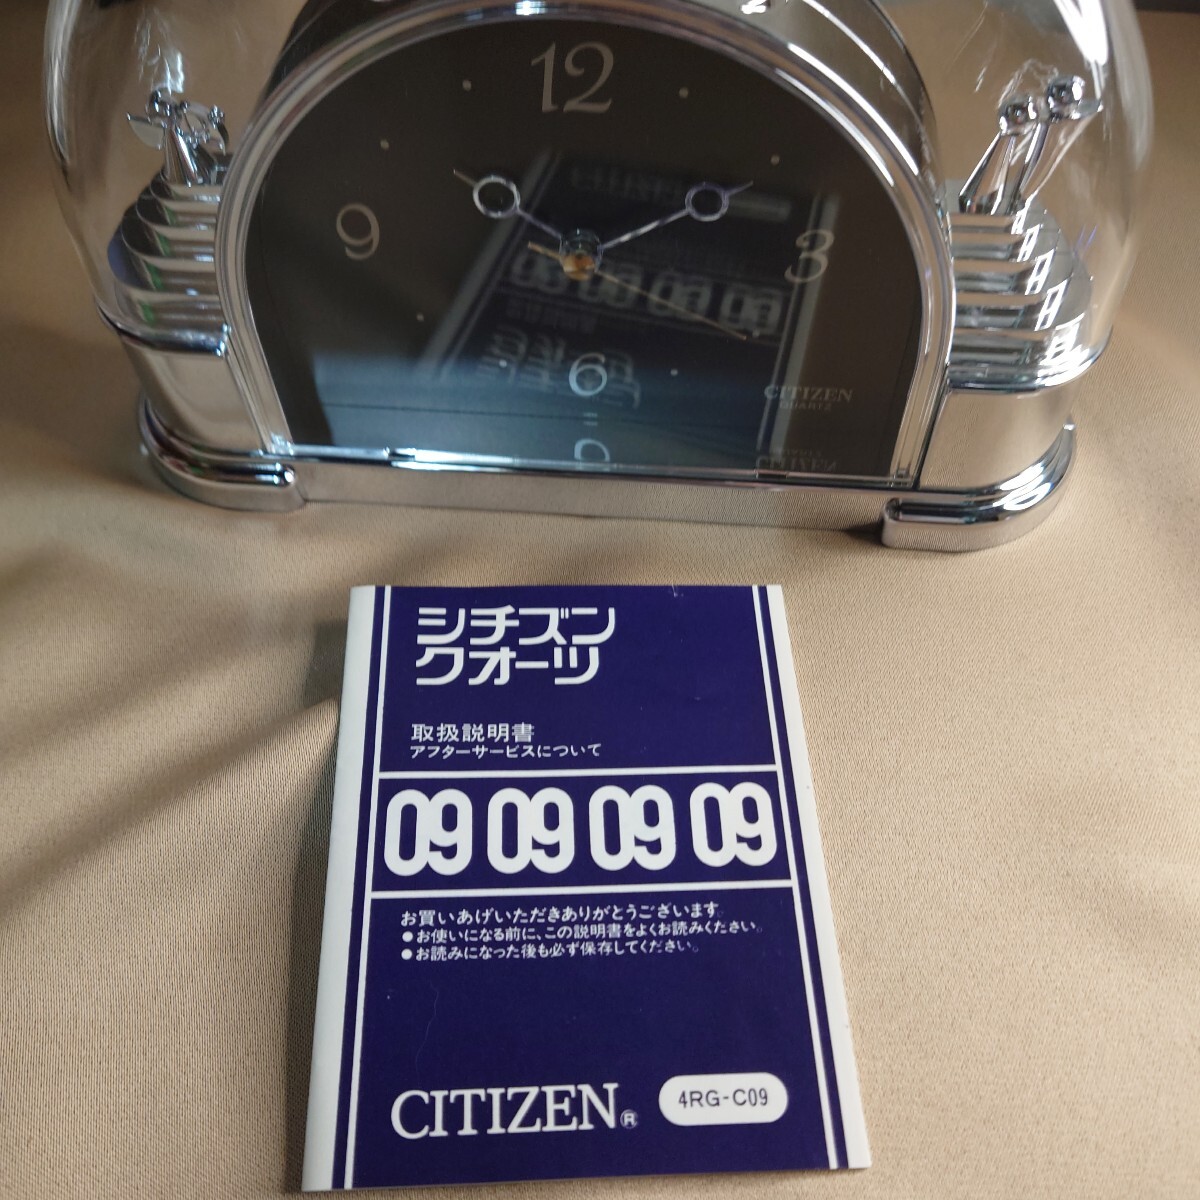 12
9
3
6
CITIZEN
QUARTZ
シチズン
クオーツ
取扱説明書
アフターサービスについて
09 09 09 09
お買いあげいただきありがとうございます。
●お使いになる前に、この説明書をよくお読みください。
●お読みになった後も必ず保存してください。
CITIZEN®
4RG-C09